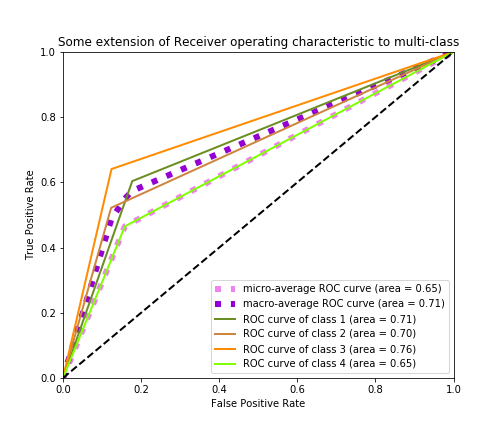 Some extension of Receiver operating characteristic to multi-class
1.0
0.8
0.6
0.4
0.2
0.0
True Positive Rate
micro-average ROC curve (area = 0.65)
macro-average ROC curve (area = 0.71)
ROC curve of class 1 (area = 0.71)
ROC curve of class 2 (area = 0.70)
ROC curve of class 3 (area = 0.76)
ROC curve of class 4 (area = 0.65)
0.0 0.2 0.4 0.6 0.8 1.0
False Positive Rate